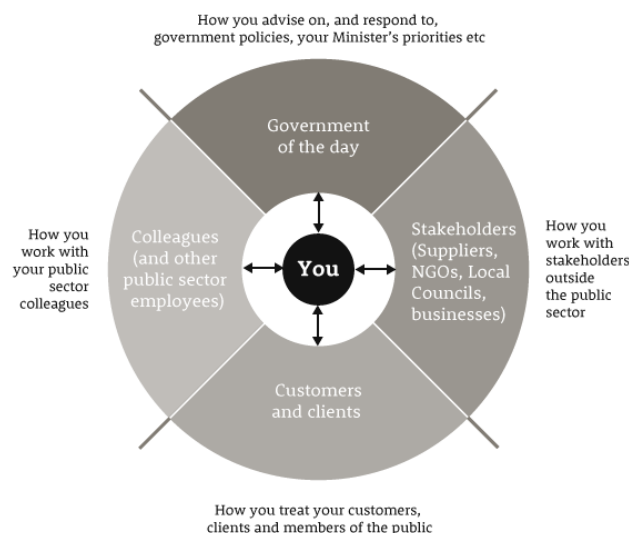 How you advise on, and respond to,
government policies, your Minister’s priorities etc
Government
of the day
How you
work with
your public
sector
colleagues
Colleagues
(and other
public sector
employees)
You
Stakeholders
(Suppliers,
NGOs, Local
Councils,
businesses)
How you
work with
stakeholders
outside
the public
sector
Customers
and clients
How you treat your customers,
clients and members of the public